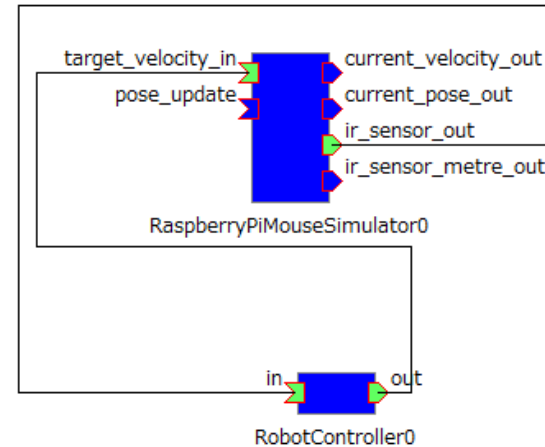 target_velocity_in
current_velocity_out
pose_update
current_pose_out
ir_sensor_out
ir_sensor_metre_out
RaspberryPiMouseSimulator0
in
out
RobotController0